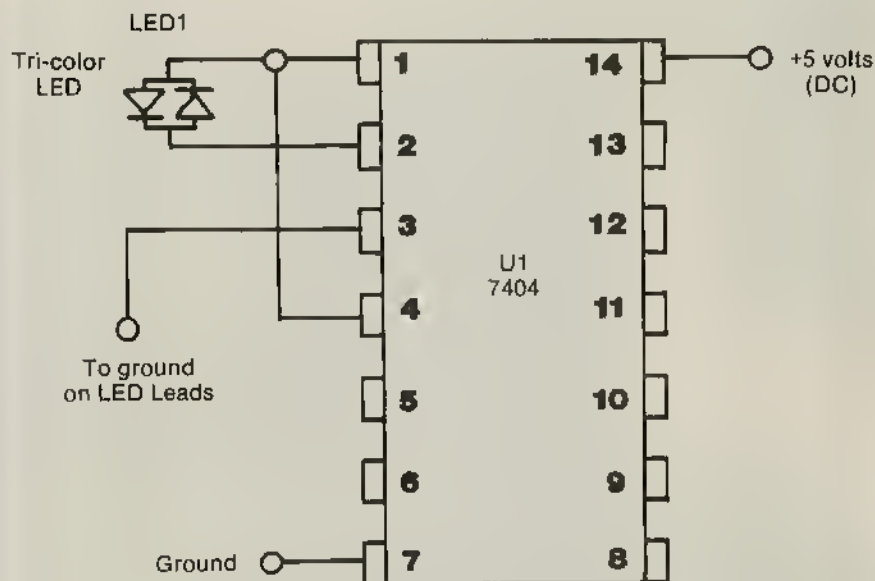 LED1
Tri-color
LED
1
2
3
4
5
6
7
14
13
12
11
10
9
8
U1
7404
+5 volts
(DC)
To ground
on LED Leads
Ground